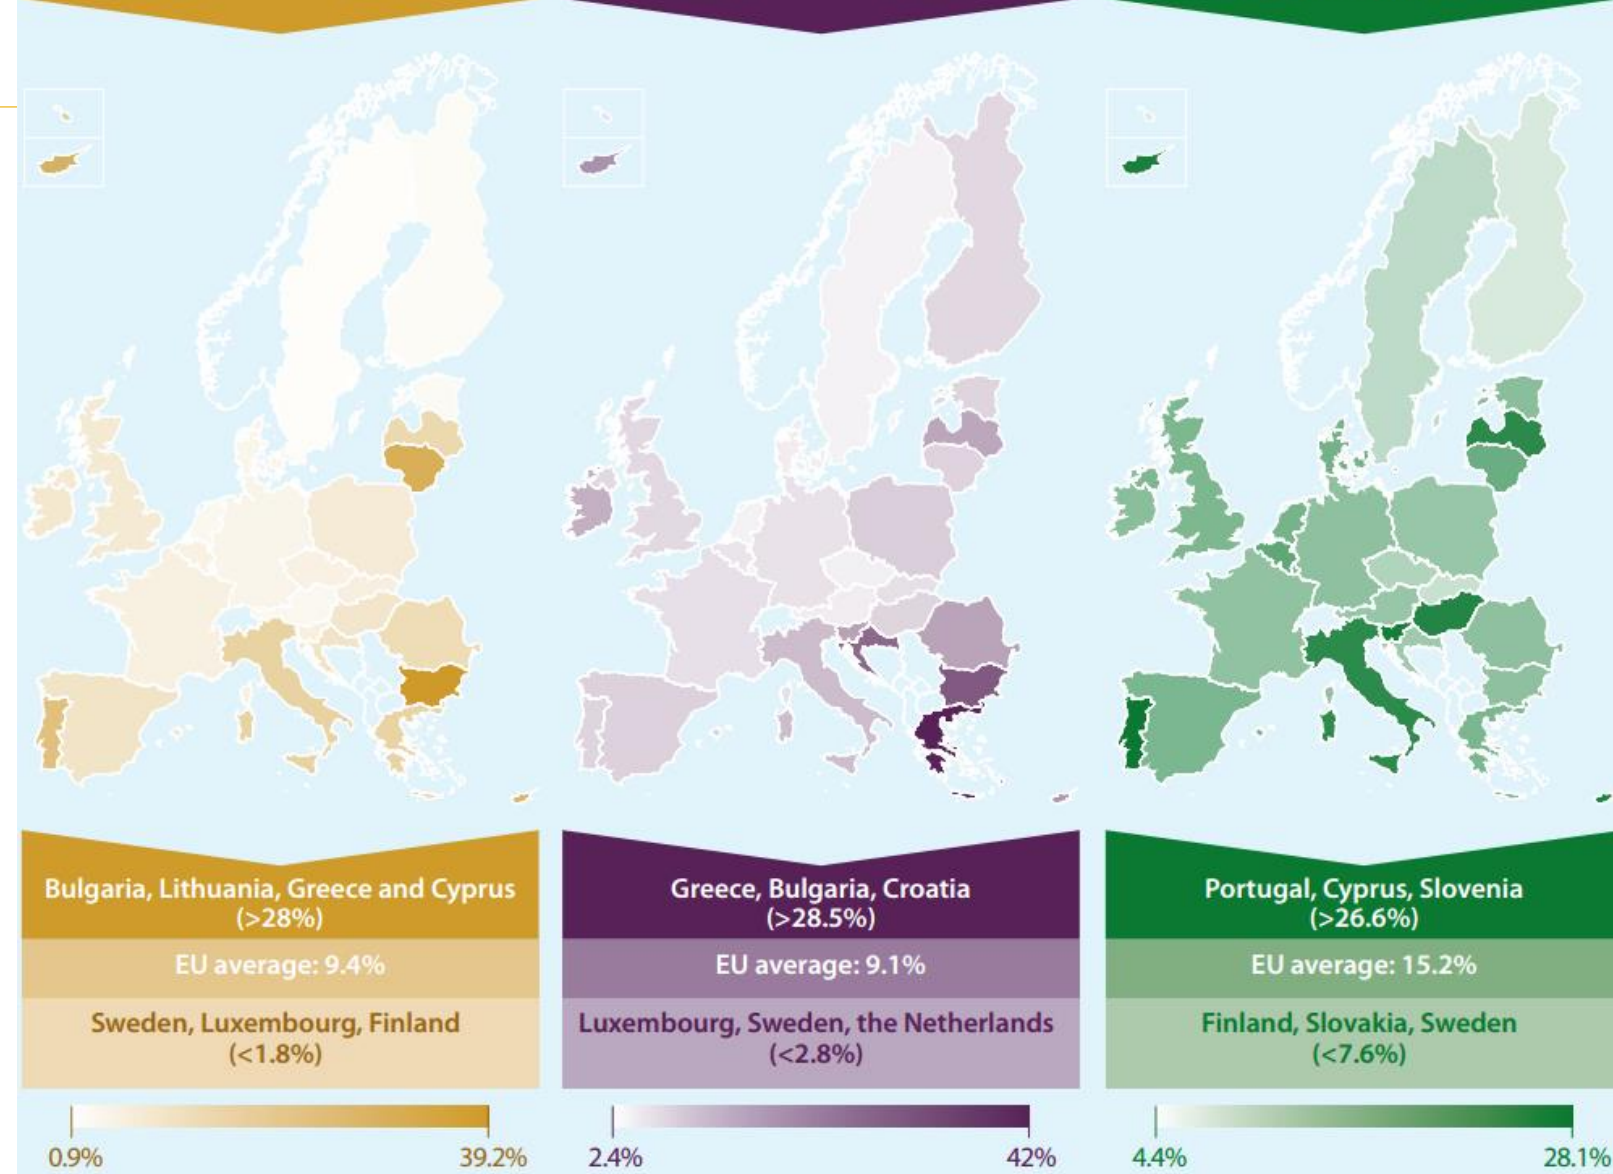 Bulgaria, Lithuania, Greece and Cyprus
(>28%)
EU average: 9.4%
Sweden, Luxembourg, Finland
(<1.8%)
0.9%
39.2%
Greece, Bulgaria, Croatia
(>28.5%)
EU average: 9.1%
Luxembourg, Sweden, the Netherlands
(<2.8%)
2.4%
42%
Portugal, Cyprus, Slovenia
(>26.6%)
EU average: 15.2%
Finland, Slovakia, Sweden
(<7.6%)
4.4%
28.1%